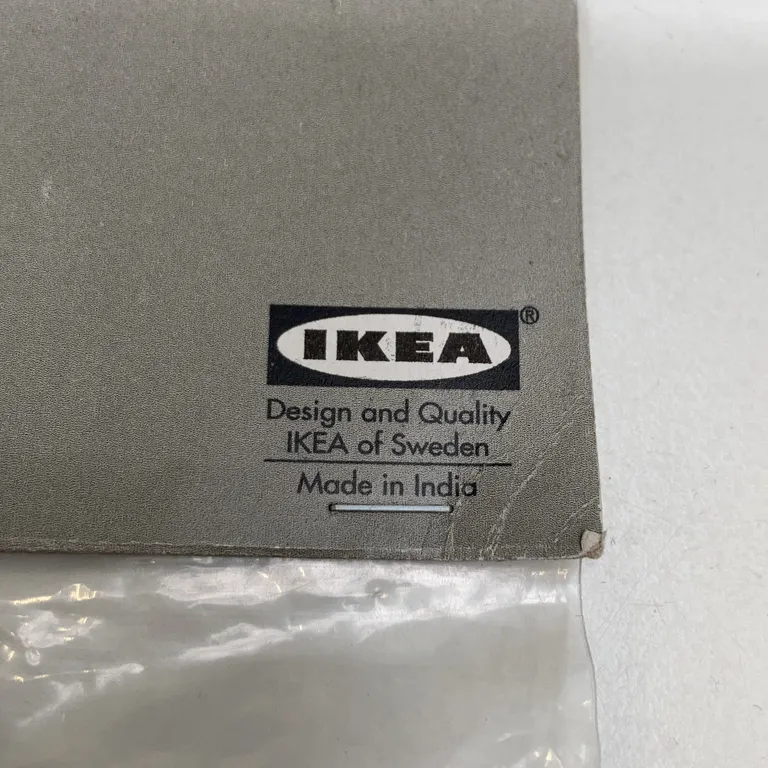 IKEA®
Design and Quality
IKEA of Sweden
Made in India